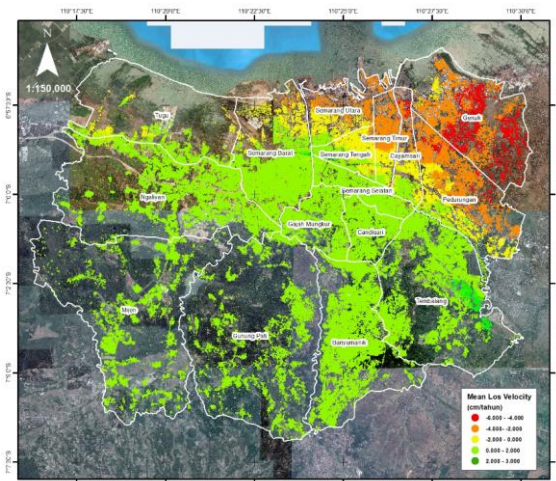 110°17'30"E 110°20'0"E 110°22'30"E 110°25'0"E 110°27'30"E 110°30'0"E
N
1:150,000
6°57'30"S
Tugu
Semarang Utara
Genuk
Semarang Timur
Semarang Barat
Semarang Tengah
Gayamsari
7°0'0"S
Ngaliyan
Semarang Selatan
Pedurungan
Gajah Mungkur
Candisari
7°2'30"S
Mijen
Tembalang
Gunung Pati
Banyumanik
7°5'0"S
Mean Los Velocity
(cm/tahun)
-6.000 - -4.000
-4.000 - -2.000
-2.000 - 0.000
0.000 - 2.000
2.000 - 3.000
7°7'30"S